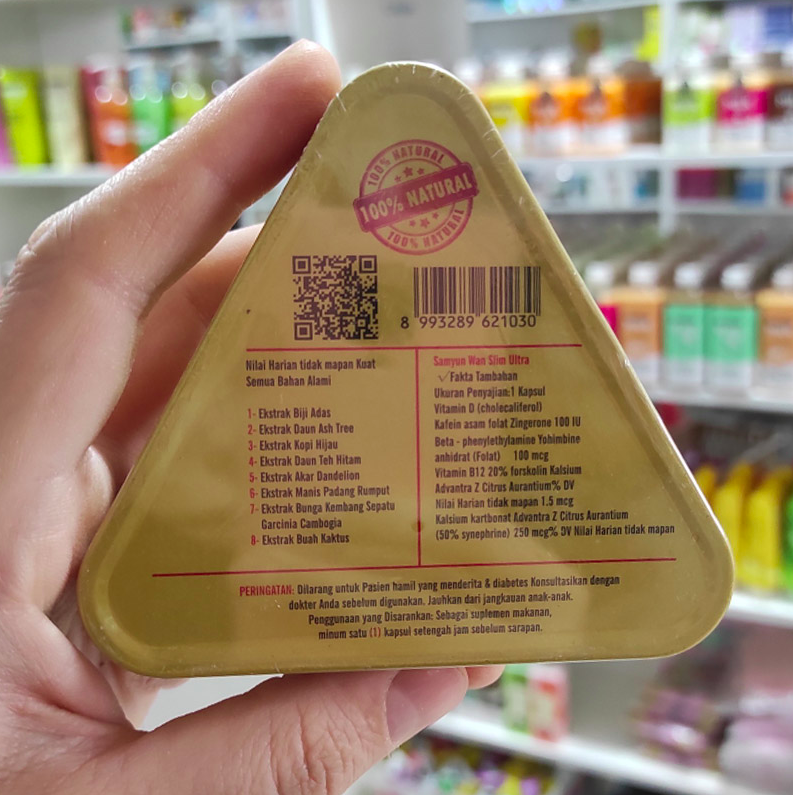 100% NATURAL
100% NATURAL
100% NATURAL
8 993289 621030
Nilai Harian tidak mapan Kuat
Semua Bahan Alami
1- Ekstrak Biji Adas
2- Ekstrak Daun Ash Tree
3- Ekstrak Kopi Hijau
4- Ekstrak Daun Teh Hitam
5- Ekstrak Akar Dandelion
6- Ekstrak Manis Padang Rumput
7- Ekstrak Bunga Kembang Sepatu
Garcinia Cambogia
8- Ekstrak Buah Kaktus
Samyun Wan Slim Ultra
✓Fakta Tambahan
Ukuran Penyajian:1 Kapsul
Vitamin D (cholecaliferol)
Kafein asam folat Zingerone 100 IU
Beta - phenylethylamine Yohimbine
anhidrat (Folat) 100 mcg
Vitamin B12 20% forskolin Kalsium
Advantra Z Citrus Aurantium% DV
Nilai Harian tidak mapan 1.5 mcg
Kalsium kartbonat Advantra Z Citrus Aurantium
(50% synephrine) 250 mcg% DV Nilai Harian tidak mapan
PERINGATAN: Dilarang untuk Pasien hamil yang menderita & diabetes Konsultasikan dengan
dokter Anda sebelum digunakan. Jauhkan dari jangkauan anak-anak.
Penggunaan yang Disarankan: Sebagai suplemen makanan,
minum satu (1) kapsul setengah jam sebelum sarapan.